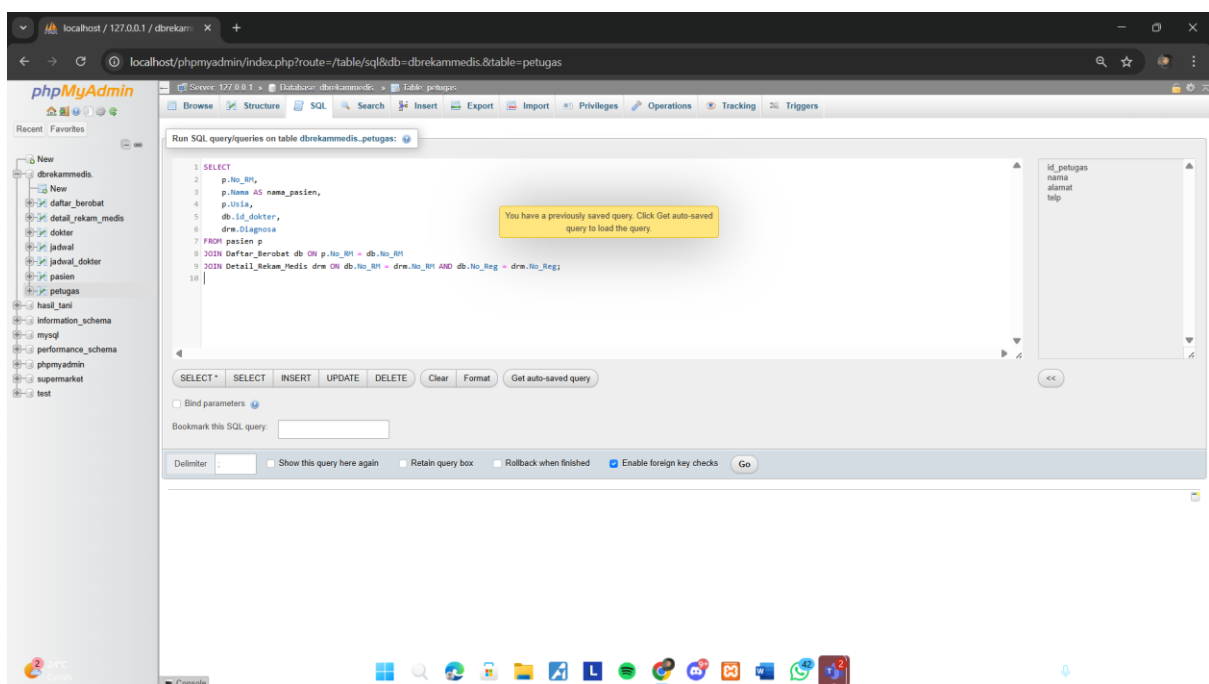 localhost / 127.0.0.1 / dbrekam
localhost/phpmyadmin/index.php?route=/table/sql&db=dbrekammedis.&table=petugas
phpMyAdmin
Recent Favorites
New
dbrekammedis.
New
daftar_berobat
detail_rekam_medis
dokter
jadwal
jadwal_dokter
pasien
petugas
hasil_tani
information_schema
mysql
performance_schema
phpmyadmin
supermarket
test
Server: 127.0.0.1 » Database: dbrekammedis. » Table: petugas
Browse Structure SQL Search Insert Export Import Privileges Operations Tracking Triggers
Run SQL query/queries on table dbrekammedis..petugas:
1 SELECT
2 p.No_RM,
3 p.Nama AS nama_pasien,
4 p.Usia,
5 db.id_dokter,
6 drm.Diagnosa
7 FROM pasien p
8 JOIN Daftar_Berobat db ON p.No_RM = db.No_RM
9 JOIN Detail_Rekam_Medis drm ON db.No_RM = drm.No_RM AND db.No_Reg = drm.No_Reg;
10
You have a previously saved query. Click Get auto-saved
query to load the query.
id_petugas
nama
alamat
telp
SELECT * SELECT INSERT UPDATE DELETE Clear Format Get auto-saved query
<<
Bind parameters
Bookmark this SQL query:
Delimiter ; Show this query here again Retain query box Rollback when finished Enable foreign key checks Go
Console
2
24°C
L
9+
42
2